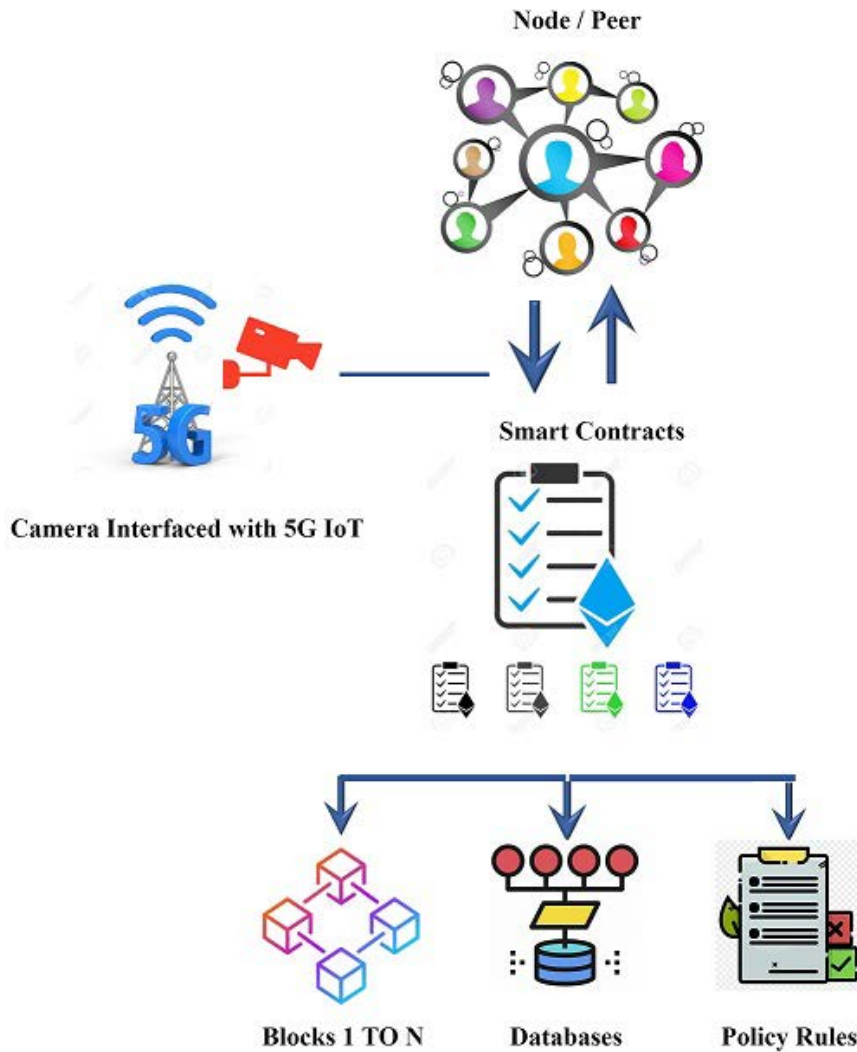 Node / Peer
5G
Smart Contracts
Camera Interfaced with 5G IoT
Blocks 1 TO N
Databases
Policy Rules